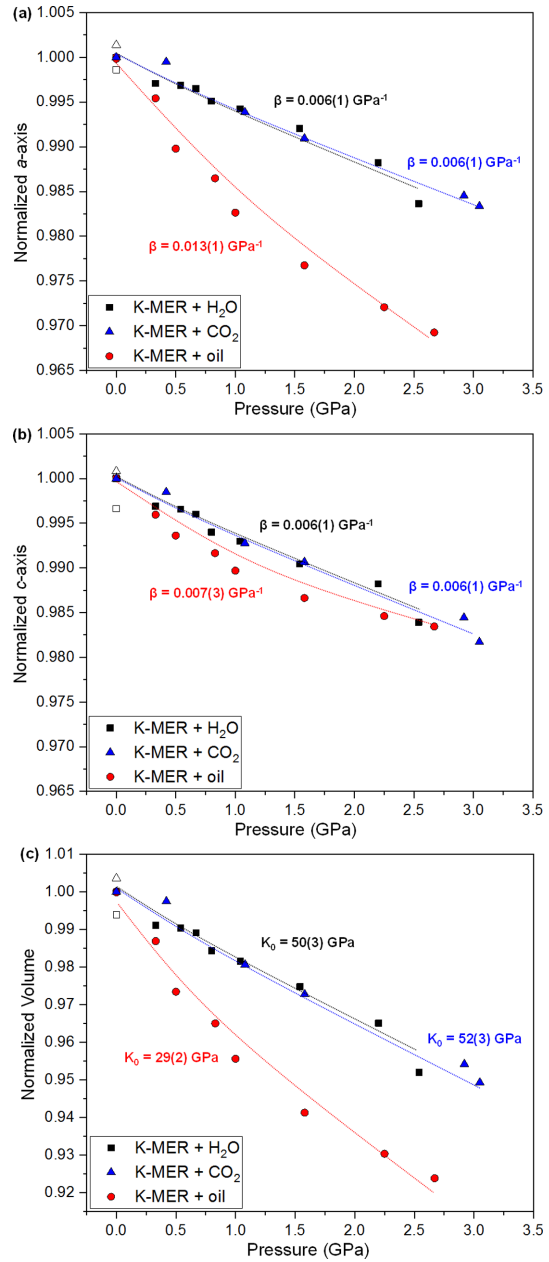 (a)
1.005
1.000
0.995
0.990
0.985
0.980
0.975
0.970
0.965
Normalized a-axis
β = 0.006(1) GPa⁻¹
β = 0.006(1) GPa⁻¹
β = 0.013(1) GPa⁻¹
K-MER + H₂O
K-MER + CO₂
K-MER + oil
0.0 0.5 1.0 1.5 2.0 2.5 3.0 3.5
Pressure (GPa)
(b)
1.005
1.000
0.995
0.990
0.985
0.980
0.975
0.970
0.965
Normalized c-axis
β = 0.006(1) GPa⁻¹
β = 0.006(1) GPa⁻¹
β = 0.007(3) GPa⁻¹
K-MER + H₂O
K-MER + CO₂
K-MER + oil
0.0 0.5 1.0 1.5 2.0 2.5 3.0 3.5
Pressure (GPa)
(c)
1.01
1.00
0.99
0.98
0.97
0.96
0.95
0.94
0.93
0.92
Normalized Volume
K₀ = 50(3) GPa
K₀ = 52(3) GPa
K₀ = 29(2) GPa
K-MER + H₂O
K-MER + CO₂
K-MER + oil
0.0 0.5 1.0 1.5 2.0 2.5 3.0 3.5
Pressure (GPa)